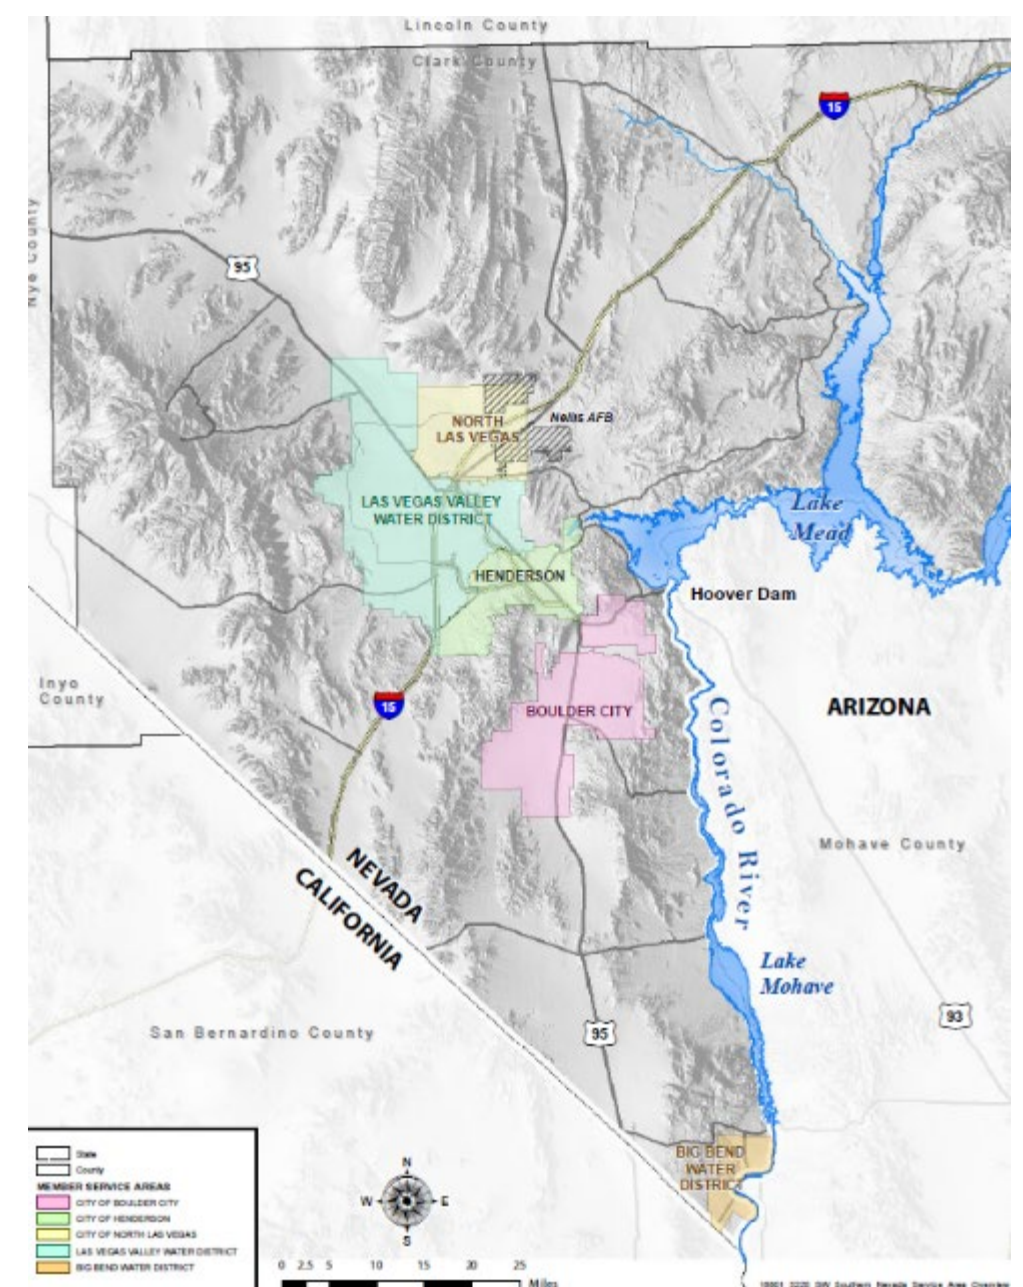 Lincoln County
Clark County
15
Nye County
95
NORTH
LAS VEGAS
Nellis AFB
LAS VEGAS VALLEY
WATER DISTRICT
Lake
Mead
HENDERSON
Hoover Dam
Inyo
County
15
BOULDER CITY
ARIZONA
Colorado River
Mohave County
NEVADA
CALIFORNIA
Lake
Mohave
93
San Bernardino County
95
BIG BEND
WATER
DISTRICT
State
County
MEMBER SERVICE AREAS
CITY OF BOULDER CITY
CITY OF HENDERSON
CITY OF NORTH LAS VEGAS
LAS VEGAS VALLEY WATER DISTRICT
BIG BEND WATER DISTRICT
N
W E
S
0 2.5 5 10 15 20 25
Miles
Southern Nevada Service Area